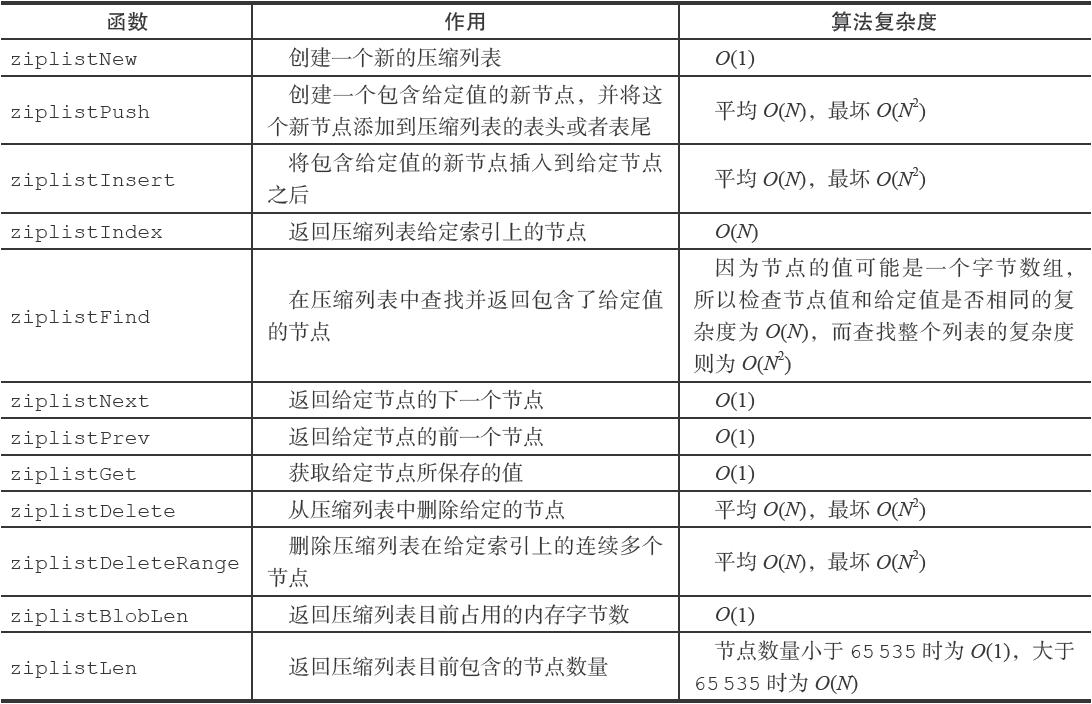 函数 作用 算法复杂度
ziplistNew 创建一个新的压缩列表 O(1)
ziplistPush 创建一个包含给定值的新节点，并将这
个新节点添加到压缩列表的表头或者表尾 平均 O(N)，最坏 O(N²)
ziplistInsert 将包含给定值的新节点插入到给定节点
之后 平均 O(N)，最坏 O(N²)
ziplistIndex 返回压缩列表给定索引上的节点 O(N)
ziplistFind 在压缩列表中查找并返回包含了给定值
的节点
因为节点的值可能是一个字节数组，
所以检查节点值和给定值是否相同的复
杂度为 O(N)，而查找整个列表的复杂度
则为 O(N²)
ziplistNext 返回给定节点的下一个节点 O(1)
ziplistPrev 返回给定节点的前一个节点 O(1)
ziplistGet 获取给定节点所保存的值 O(1)
ziplistDelete 从压缩列表中删除给定的节点 平均 O(N)，最坏 O(N²)
ziplistDeleteRange 删除压缩列表在给定索引上的连续多个
节点 平均 O(N)，最坏 O(N²)
ziplistBlobLen 返回压缩列表目前占用的内存字节数 O(1)
ziplistLen 返回压缩列表目前包含的节点数量
节点数量小于 65 535 时为 O(1)，大于
65 535 时为 O(N)